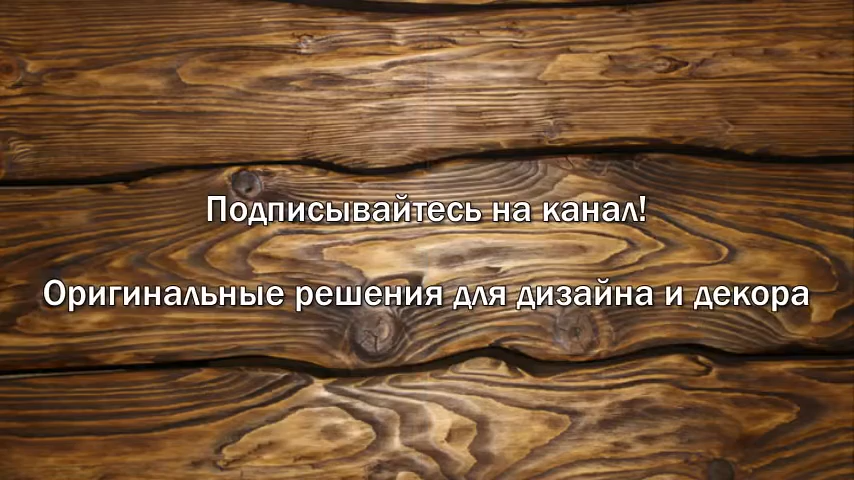 Подписывайтесь на канал!
Оригинальные решения для дизайна и декора